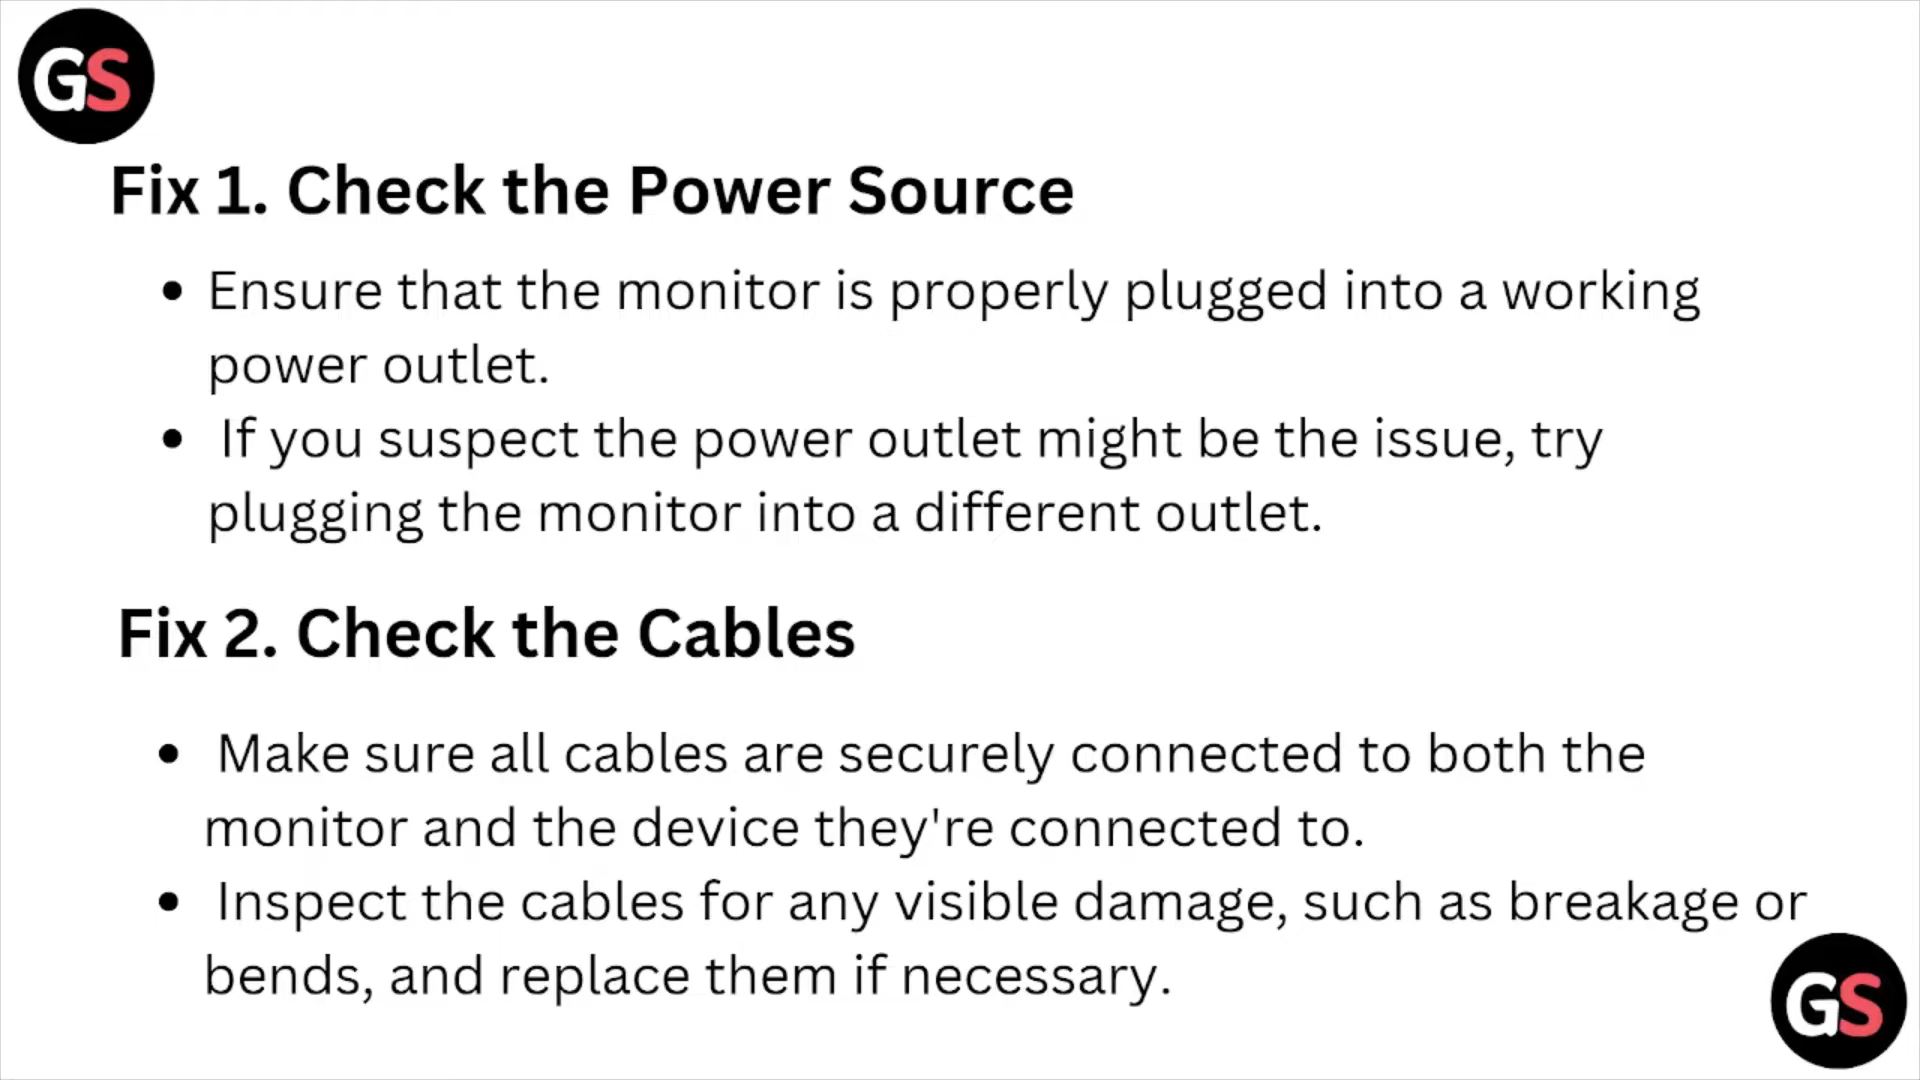 GS
Fix 1. Check the Power Source
• Ensure that the monitor is properly plugged into a working
power outlet.
• If you suspect the power outlet might be the issue, try
plugging the monitor into a different outlet.
Fix 2. Check the Cables
• Make sure all cables are securely connected to both the
monitor and the device they're connected to.
• Inspect the cables for any visible damage, such as breakage or
bends, and replace them if necessary.
GS